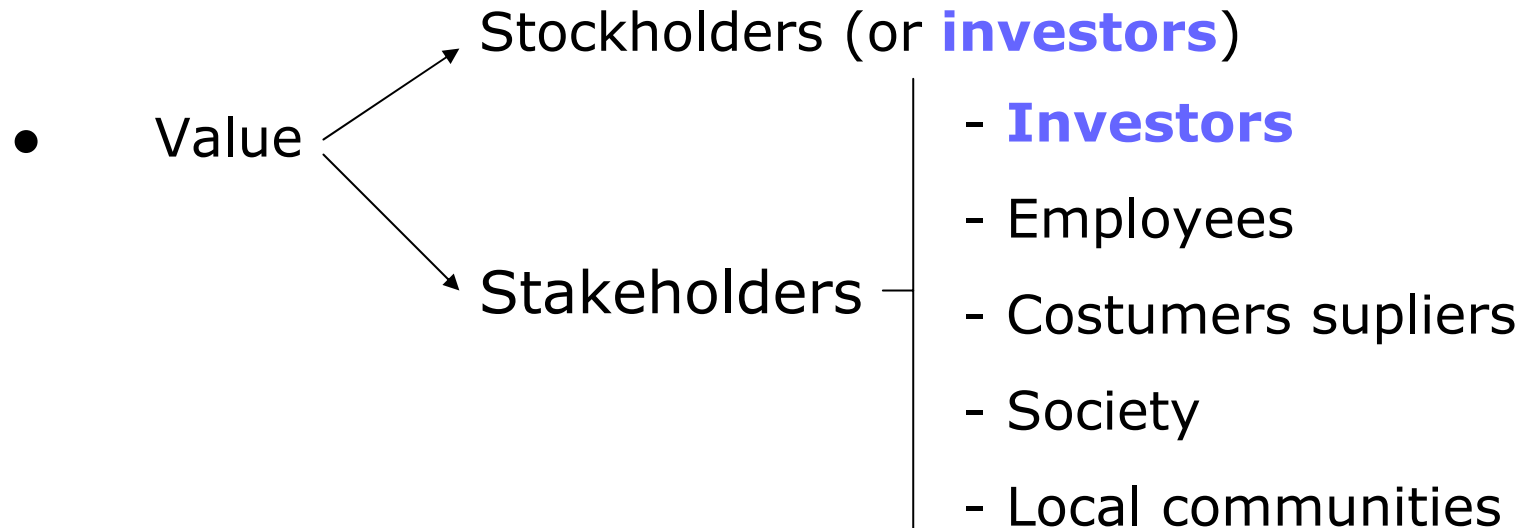 Stockholders (or investors)
• Value
- Investors
- Employees
Stakeholders
- Costumers supliers
- Society
- Local communities